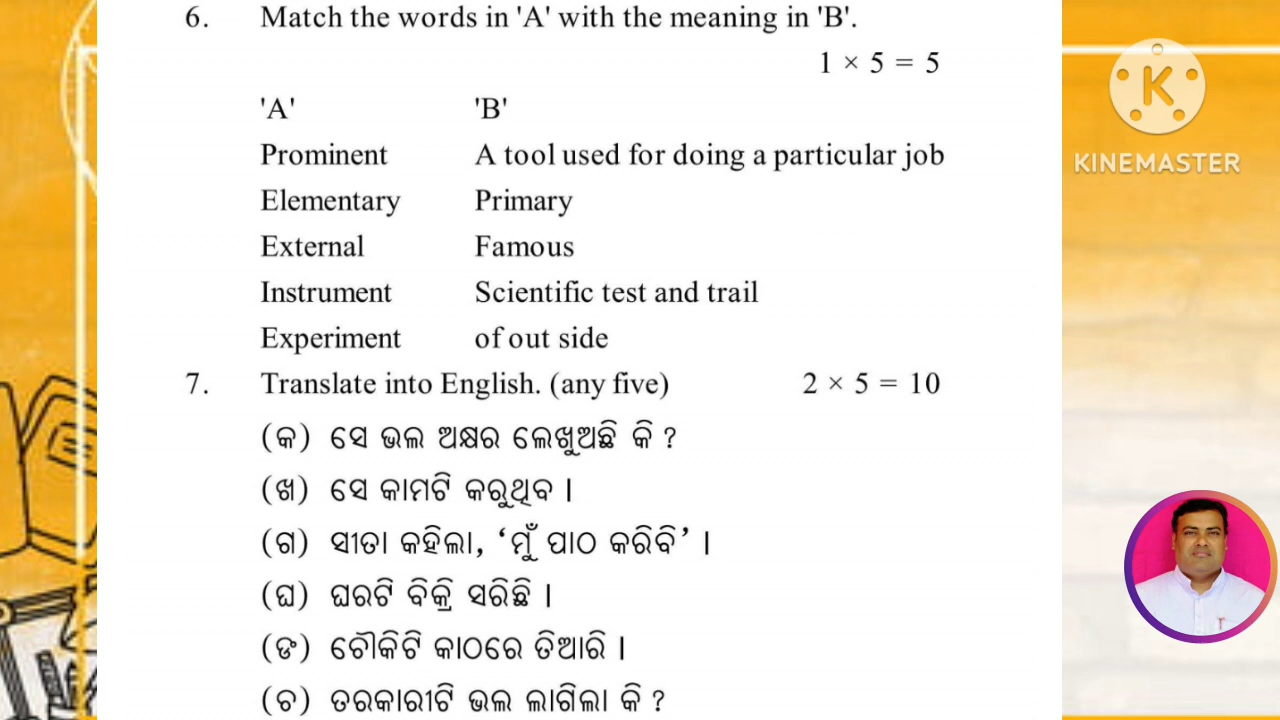 6. Match the words in 'A' with the meaning in 'B'.
1 × 5 = 5
'A' 'B'
Prominent A tool used for doing a particular job
Elementary Primary
External Famous
Instrument Scientific test and trail
Experiment of out side
7. Translate into English. (any five) 2 × 5 = 10
(କ) ସେ ଭଲ ଅକ୍ଷର ଲେଖୁଅଛି କି ?
(ଖ) ସେ କାମଟି କରୁଥିବ ।
(ଗ) ସୀତା କହିଲା, ‘ମୁଁ ପାଠ କରିବି’ ।
(ଘ) ଘରଟି ବିକ୍ରି ସରିଛି ।
(ଙ) ଚୌକିଟି କାଠରେ ତିଆରି ।
(ଚ) ତରକାରୀଟି ଭଲ ଲାଗିଲା କି ?
K
KINEMASTER